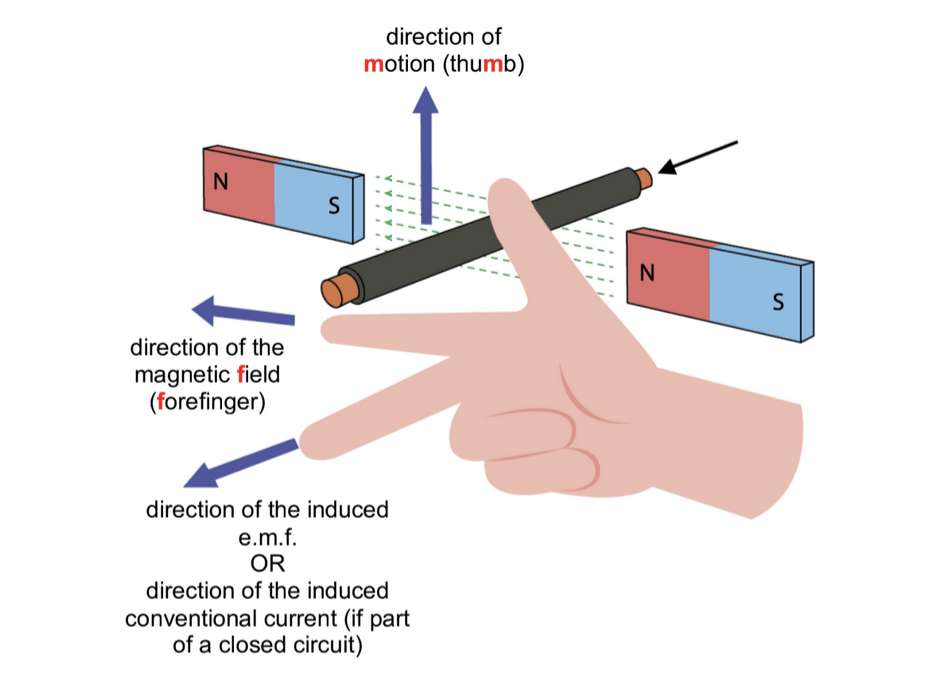 direction of
motion (thumb)
N
S
N
S
direction of the
magnetic field
(forefinger)
direction of the induced
e.m.f.
OR
direction of the induced
conventional current (if part
of a closed circuit)